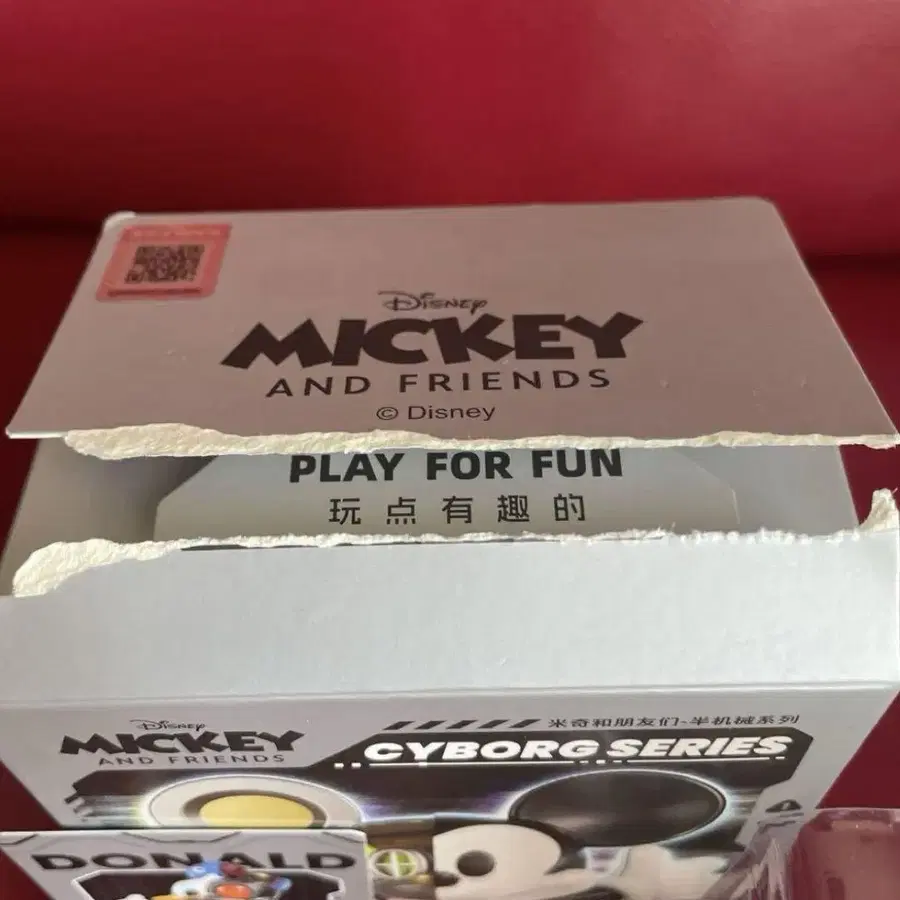 Disney
MICKEY
AND FRIENDS
© Disney
PLAY FOR FUN
玩点有趣的
Disney
MICKEY
AND FRIENDS
米奇和朋友们-半机械系列
CYBORG SERIES
DONALD